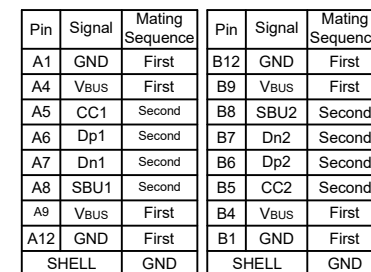 Pin Signal Mating Sequence Pin Signal Mating Sequenc
A1 GND First B12 GND First
A4 VBUS First B9 VBUS First
A5 CC1 Second B8 SBU2 Second
A6 Dp1 Second B7 Dn2 Second
A7 Dn1 Second B6 Dp2 Second
A8 SBU1 Second B5 CC2 Second
A9 VBUS First B4 VBUS First
A12 GND First B1 GND First
SHELL GND SHELL GND